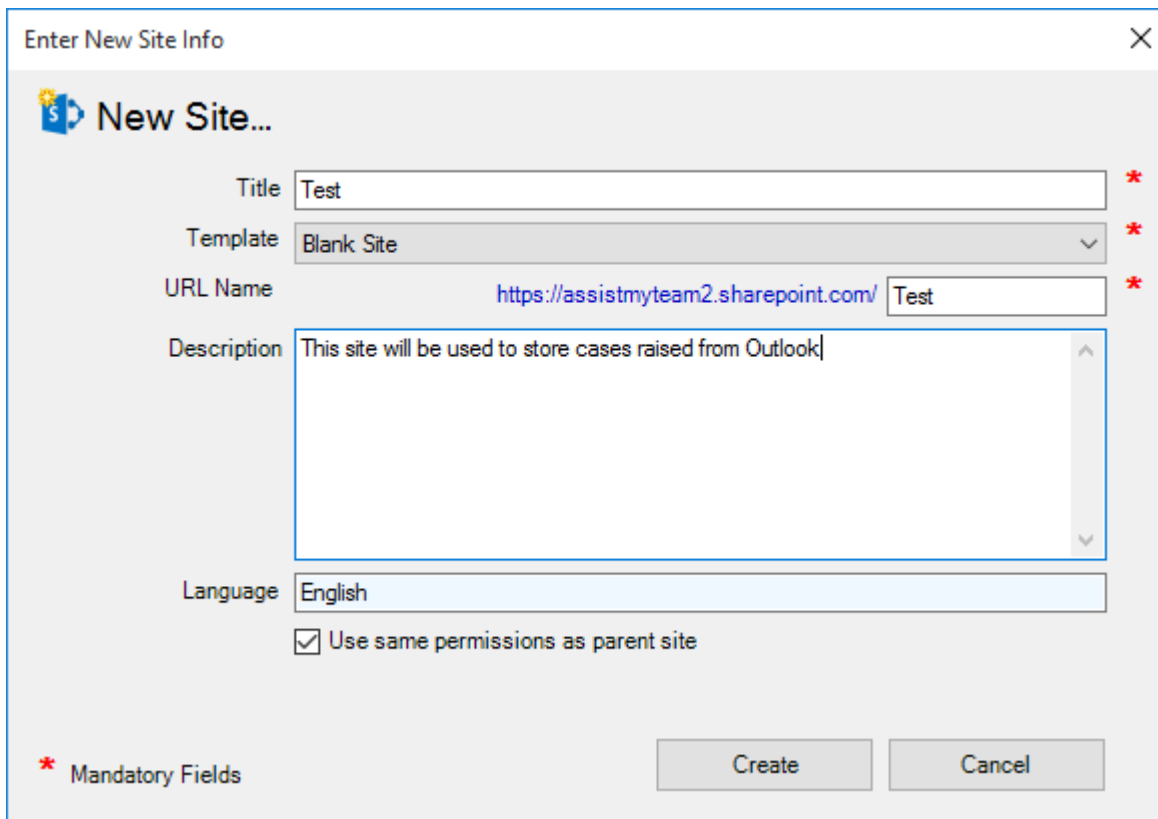 Enter New Site Info
New Site...
Title Test *
Template Blank Site *
URL Name https://assistmyteam2.sharepoint.com/ Test *
Description This site will be used to store cases raised from Outlook
Language English
Use same permissions as parent site
* Mandatory Fields Create Cancel